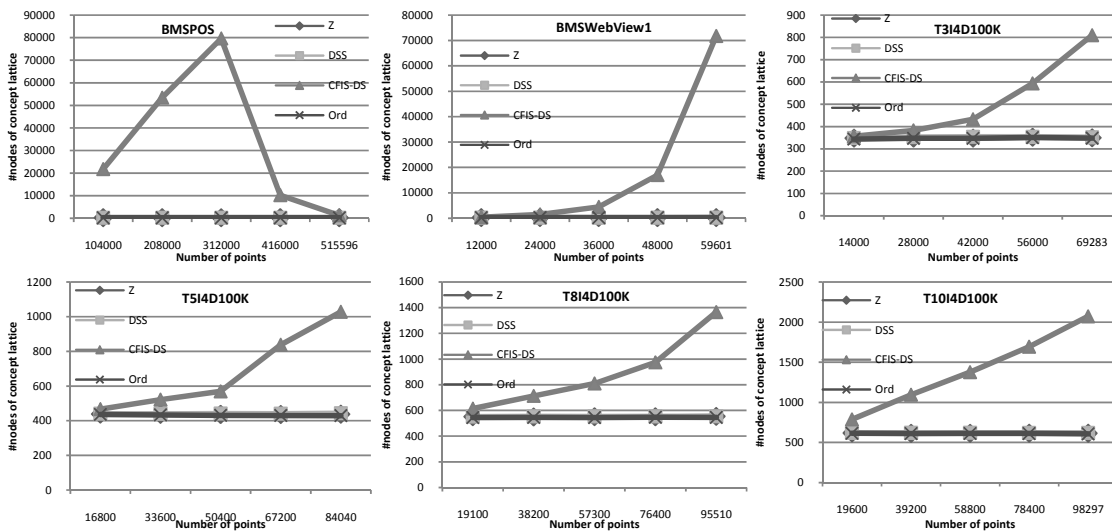 BMSPOS
#nodes of concept lattice
90000
80000
70000
60000
50000
40000
30000
20000
10000
0
Z
DSS
CFIS-DS
Ord
104000 208000 312000 416000 515596
Number of points
BMSWebView1
#nodes of concept lattice
80000
70000
60000
50000
40000
30000
20000
10000
0
Z
DSS
CFIS-DS
Ord
12000 24000 36000 48000 59601
Number of points
T3I4D100K
#nodes of concept lattice
900
800
700
600
500
400
300
200
100
0
Z
DSS
CFIS-DS
Ord
14000 28000 42000 56000 69283
Number of points
T5I4D100K
#nodes of concept lattice
1200
1000
800
600
400
200
0
Z
DSS
CFIS-DS
Ord
16800 33600 50400 67200 84040
Number of points
T8I4D100K
#nodes of concept lattice
1600
1400
1200
1000
800
600
400
200
0
Z
DSS
CFIS-DS
Ord
19100 38200 57300 76400 95510
Number of points
T10I4D100K
#nodes of concept lattice
2500
2000
1500
1000
500
0
Z
DSS
CFIS-DS
Ord
19600 39200 58800 78400 98297
Number of points